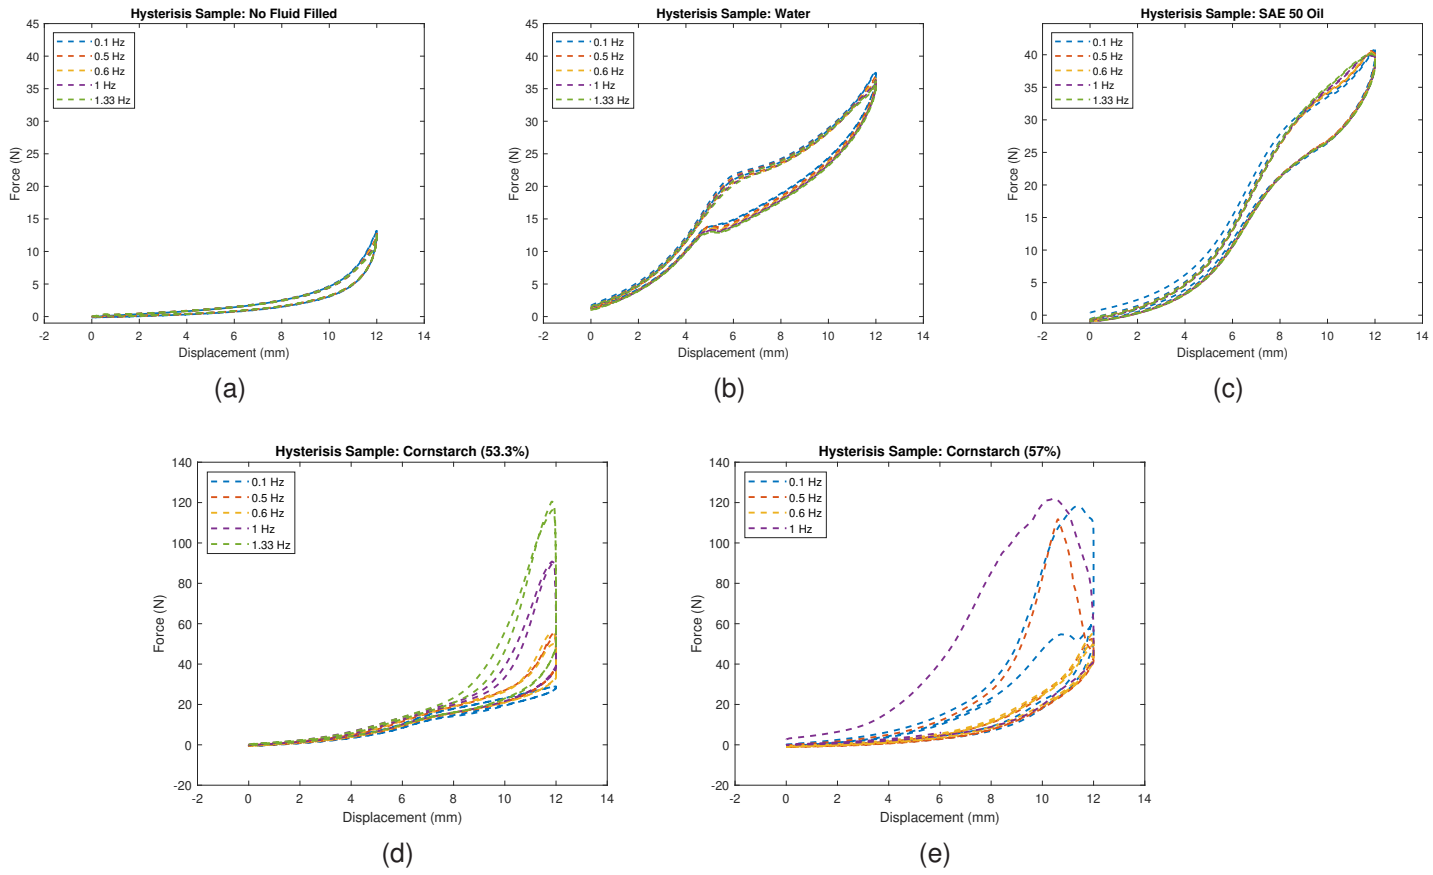 Hysterisis Sample: No Fluid Filled
45
40
35
30
25
20
15
10
5
0
Force (N)
0.1 Hz
0.5 Hz
0.6 Hz
1 Hz
1.33 Hz
-2 0 2 4 6 8 10 12 14
Displacement (mm)
(a)
Hysterisis Sample: Water
45
40
35
30
25
20
15
10
5
0
Force (N)
0.1 Hz
0.5 Hz
0.6 Hz
1 Hz
1.33 Hz
-2 0 2 4 6 8 10 12 14
Displacement (mm)
(b)
Hysterisis Sample: SAE 50 Oil
40
35
30
25
20
15
10
5
0
Force (N)
0.1 Hz
0.5 Hz
0.6 Hz
1 Hz
1.33 Hz
-2 0 2 4 6 8 10 12 14
Displacement (mm)
(c)
Hysterisis Sample: Cornstarch (53.3%)
140
120
100
80
60
40
20
0
-20
Force (N)
0.1 Hz
0.5 Hz
0.6 Hz
1 Hz
1.33 Hz
-2 0 2 4 6 8 10 12 14
Displacement (mm)
(d)
Hysterisis Sample: Cornstarch (57%)
140
120
100
80
60
40
20
0
-20
Force (N)
0.1 Hz
0.5 Hz
0.6 Hz
1 Hz
-2 0 2 4 6 8 10 12 14
Displacement (mm)
(e)